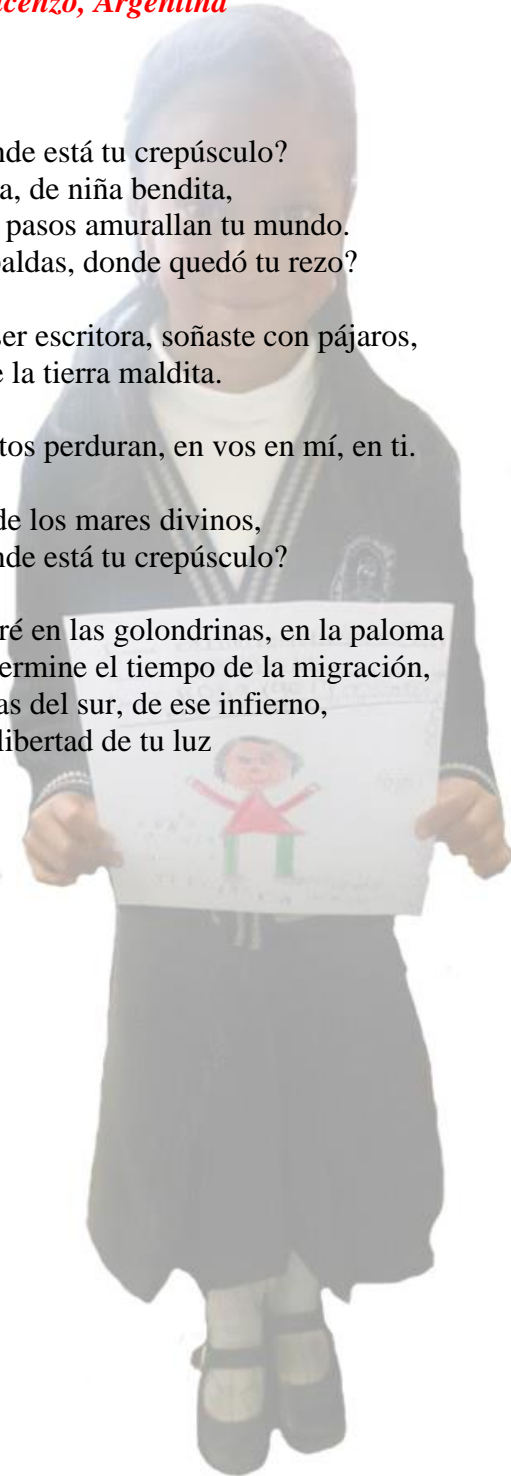 cenzo, Argentina
nde está tu crepúsculo?
a, de niña bendita,
pasos amurallan tu mundo.
paldas, donde quedó tu rezo?
ser escritora, soñaste con pájaros,
e la tierra maldita.
tos perduran, en vos en mí, en ti.
de los mares divinos,
nde está tu crepúsculo?
ré en las golondrinas, en la paloma
ermine el tiempo de la migración,
as del sur, de ese infierno,
libertad de tu luz